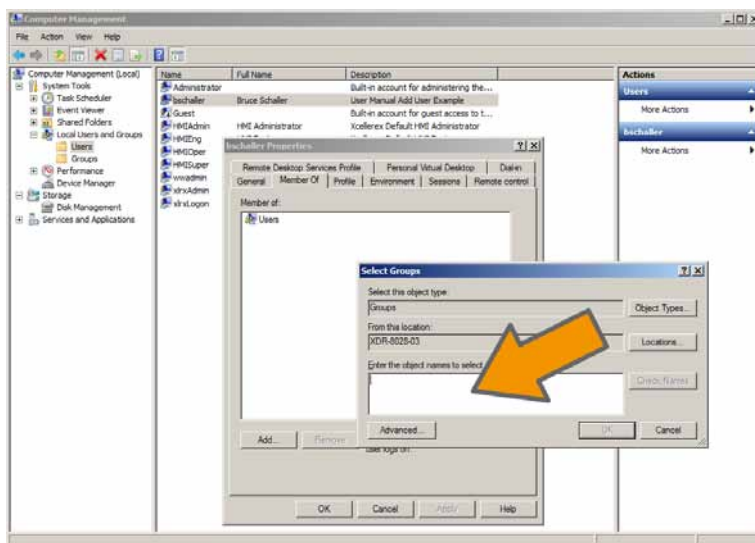 Computer Management
File Action View Help
Computer Management (Local)
System Tools
Task Scheduler
Event Viewer
Shared Folders
Local Users and Groups
Users
Groups
Performance
Device Manager
Storage
Disk Management
Services and Applications
Name Full Name Description
Administrator Built-in account for administering the...
bschaller Bruce Schaller User Manual Add User Example
Guest Built-in account for guest access to t...
HMIAdmin HMI Administrator Xcellerex Default HMI Administrator
HMIEng
HMIOper
HMISuper
wwadmin
xlrxAdmin
xlrxLogon
Actions
Users
More Actions
bschaller
More Actions
bschaller Properties
Remote Desktop Services Profile Personal Virtual Desktop Dial-in
General Member Of Profile Environment Sessions Remote control
Member of:
Users
Add... Remove
user logs on.
OK Cancel Apply Help
Select Groups
Select this object type:
Groups Object Types...
From this location:
XDR-8028-03 Locations...
Enter the object names to select
Check Names
Advanced... OK Cancel